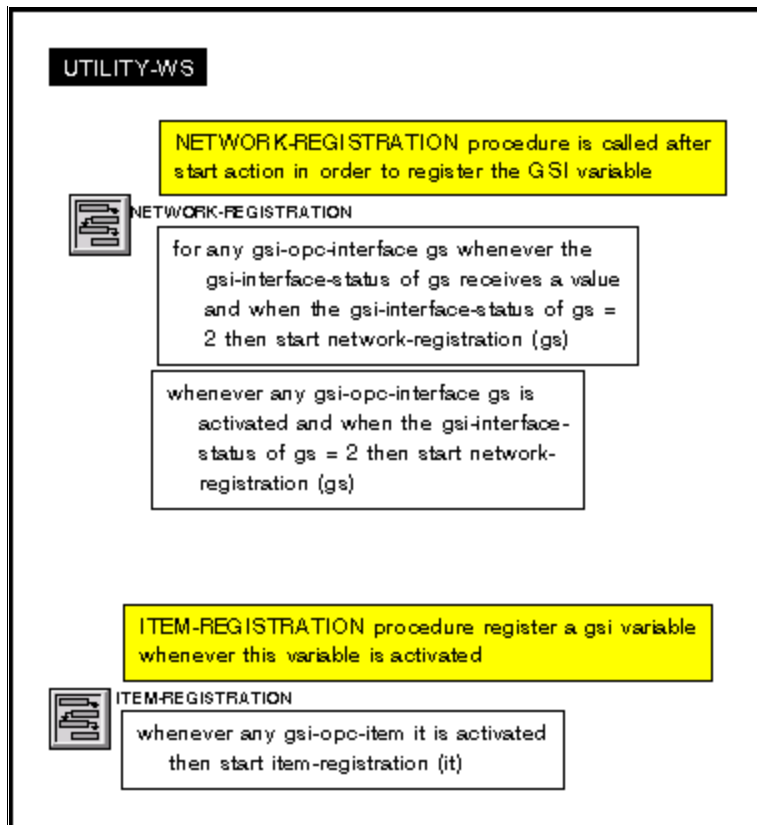 UTILITY-WS
NETWORK-REGISTRATION procedure is called after
start action in order to register the GSI variable
NETWORK-REGISTRATION
for any gsi-opc-interface gs whenever the
gsi-interface-status of gs receives a value
and when the gsi-interface-status of gs =
2 then start network-registration (gs)
whenever any gsi-opc-interface gs is
activated and when the gsi-interface-
status of gs = 2 then start network-
registration (gs)
ITEM-REGISTRATION procedure register a gsi variable
whenever this variable is activated
ITEM-REGISTRATION
whenever any gsi-opc-item it is activated
then start item-registration (it)